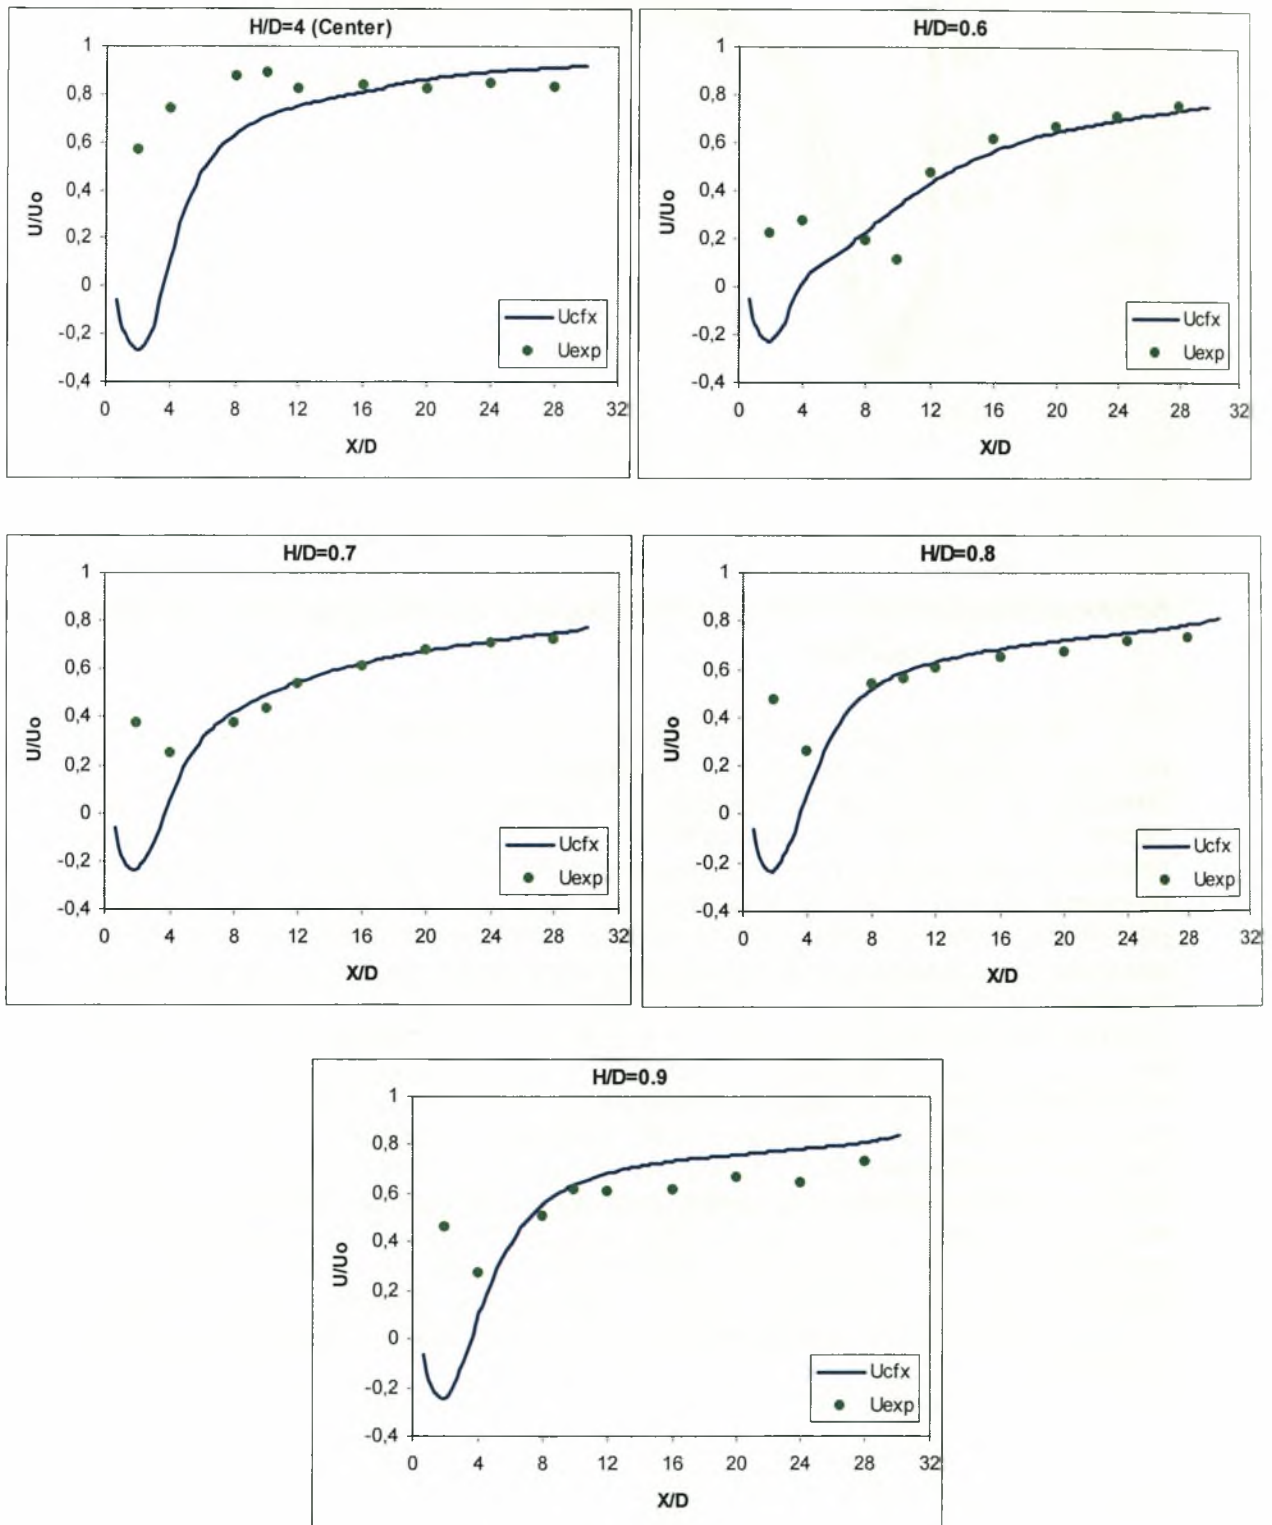 H/D=4 (Center)
1
0,8
0,6
0,4
0,2
0
-0,2
-0,4
U/Uo
0 4 8 12 16 20 24 28 32
X/D
Ucfx
Uexp
H/D=0.6
1
0,8
0,6
0,4
0,2
0
-0,2
-0,4
U/Uo
0 4 8 12 16 20 24 28 32
X/D
Ucfx
Uexp
H/D=0.7
1
0,8
0,6
0,4
0,2
0
-0,2
-0,4
U/Uo
0 4 8 12 16 20 24 28 32
X/D
Ucfx
Uexp
H/D=0.8
1
0,8
0,6
0,4
0,2
0
-0,2
-0,4
U/Uo
0 4 8 12 16 20 24 28 32
X/D
Ucfx
Uexp
H/D=0.9
1
0,8
0,6
0,4
0,2
0
-0,2
-0,4
U/Uo
0 4 8 12 16 20 24 28 32
X/D
Ucfx
Uexp